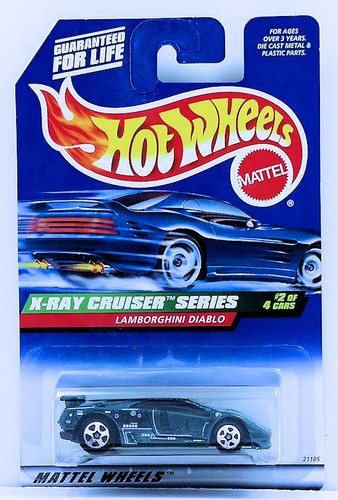 GUARANTEED
FOR LIFE
FOR AGES
OVER 3 YEARS.
DIE CAST METAL &
PLASTIC PARTS.
HOT WHEELS
MATTEL
®
X-RAY CRUISER™ SERIES
#2 OF
4 CARS
LAMBORGHINI DIABLO
21105
MATTEL WHEELS™